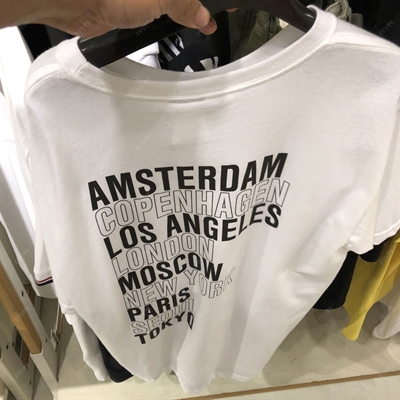 AMSTERDAM
COPENHAGEN
LOS ANGELES
LONDON
MOSCOW
NEW YORK
PARIS
SEOUL
TOKYO